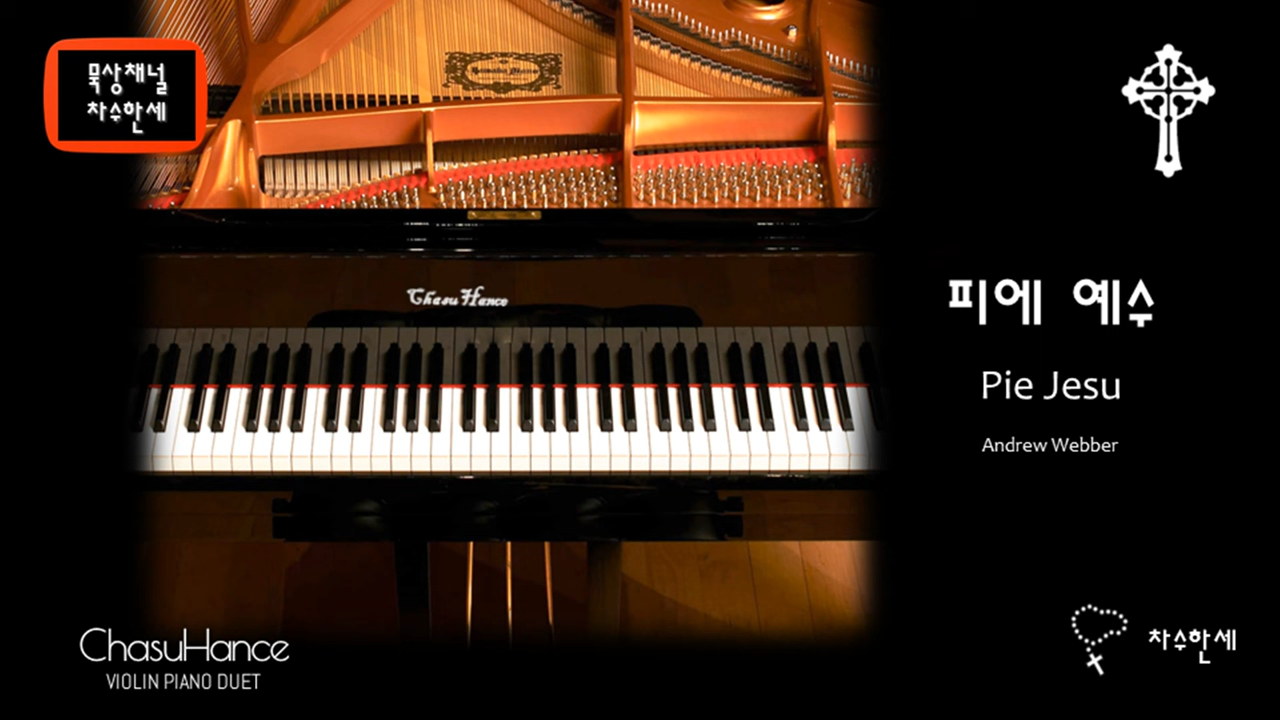 묵상채널
차수한세
ChasuHance
피에 예수
Pie Jesu
Andrew Webber
ChasuHance
VIOLIN PIANO DUET
차수한세